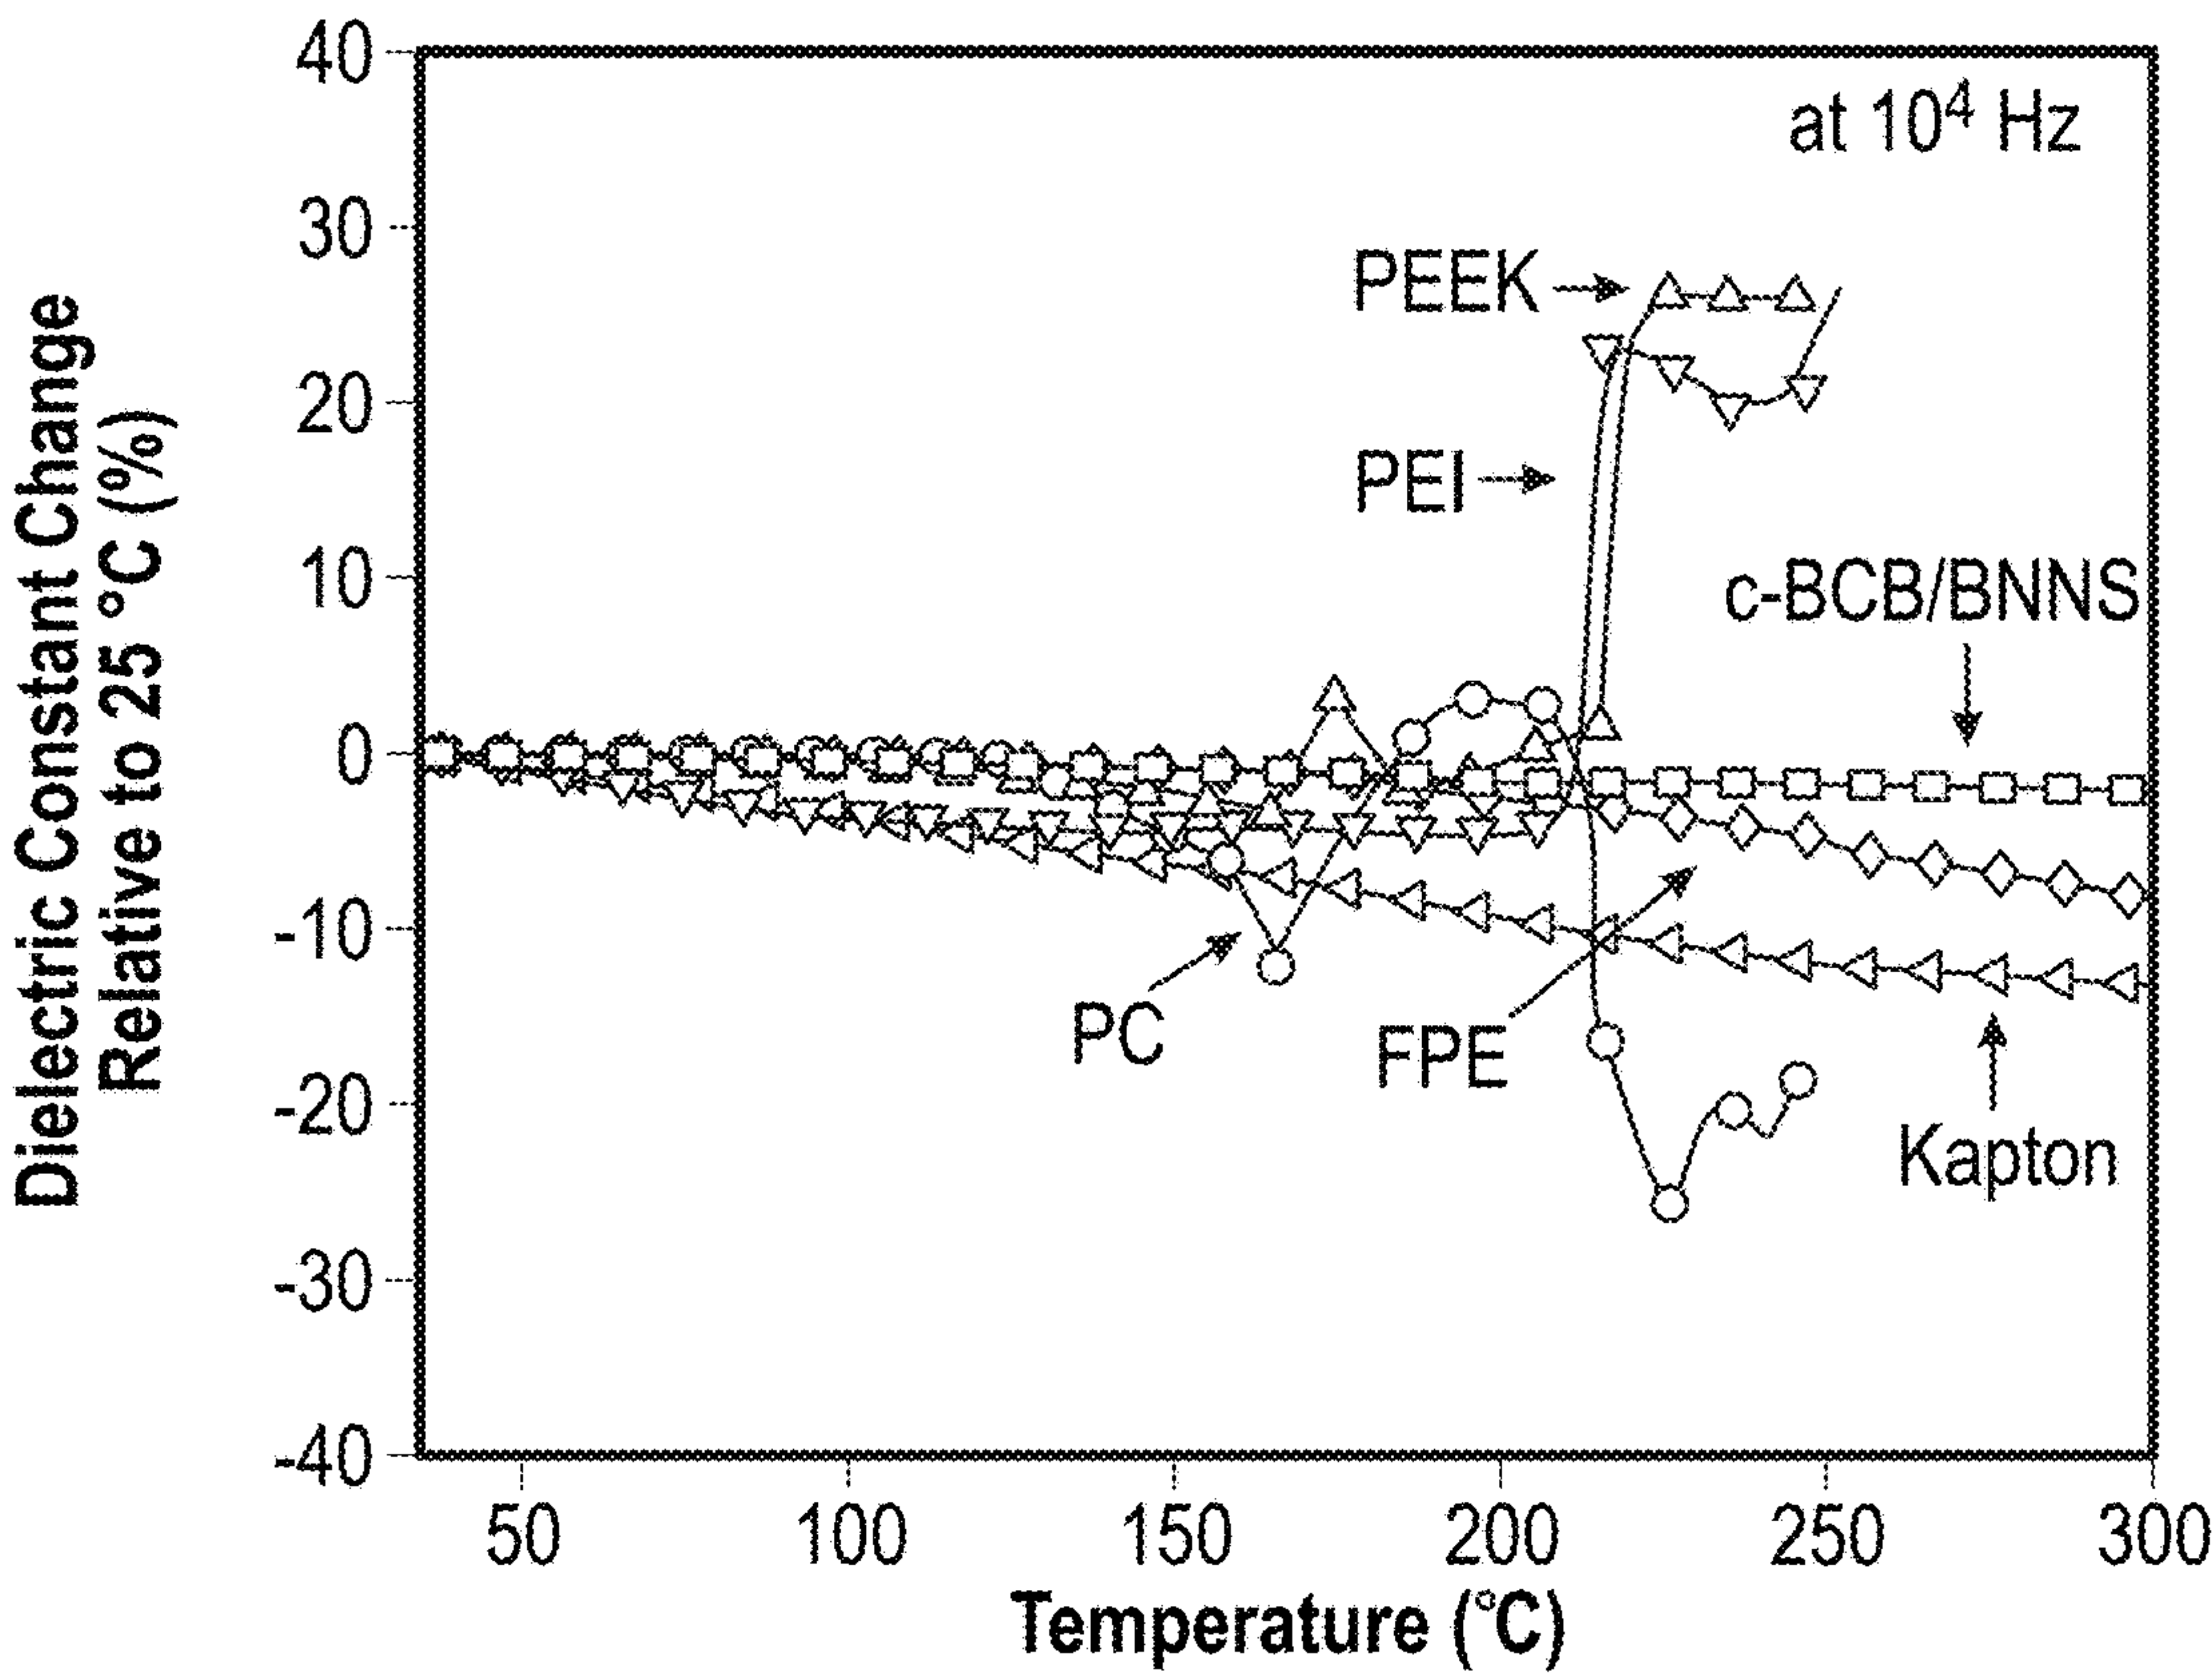 Dielectric Constant Change
Relative to 25 °C (%)
40
30
20
10
0
-10
-20
-30
-40
at 10⁴ Hz
PEEK
PEI
c-BCB/BNNS
PC
FPE
Kapton
50
100
150
200
250
300
Temperature (°C)